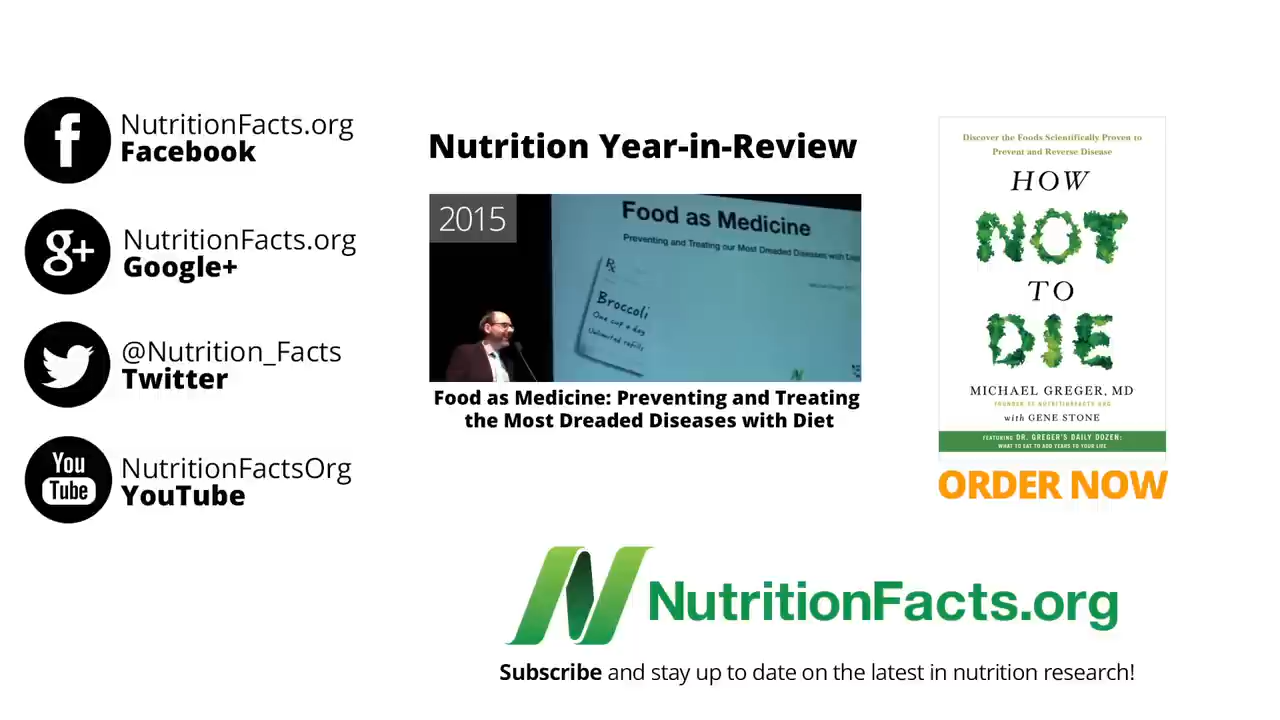 NutritionFacts.org
Facebook
g+
NutritionFacts.org
Google+
@Nutrition_Facts
Twitter
You
Tube
NutritionFactsOrg
YouTube
Nutrition Year-in-Review
2015
Food as Medicine
Preventing and Treating our Most Dreaded Diseases with Diet
Rx
Broccoli
One cup a day
Unlimited refills
Food as Medicine: Preventing and Treating
the Most Dreaded Diseases with Diet
Discover the Foods Scientifically Proven to
Prevent and Reverse Disease
HOW
NOT
TO
DIE
MICHAEL GREGER, MD
FOUNDER OF NUTRITIONFACTS.ORG
with GENE STONE
FEATURING DR. GREGER'S DAILY DOZEN:
WHAT TO EAT TO ADD YEARS TO YOUR LIFE
ORDER NOW
NutritionFacts.org
Subscribe and stay up to date on the latest in nutrition research!